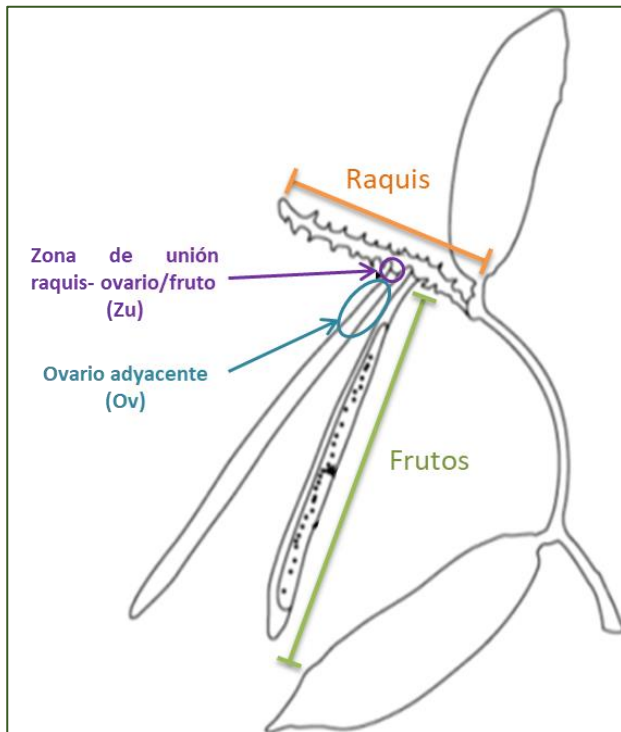 Raquis
Zona de unión
raquis- ovario/fruto
(Zu)
Ovario adyacente
(Ov)
Frutos